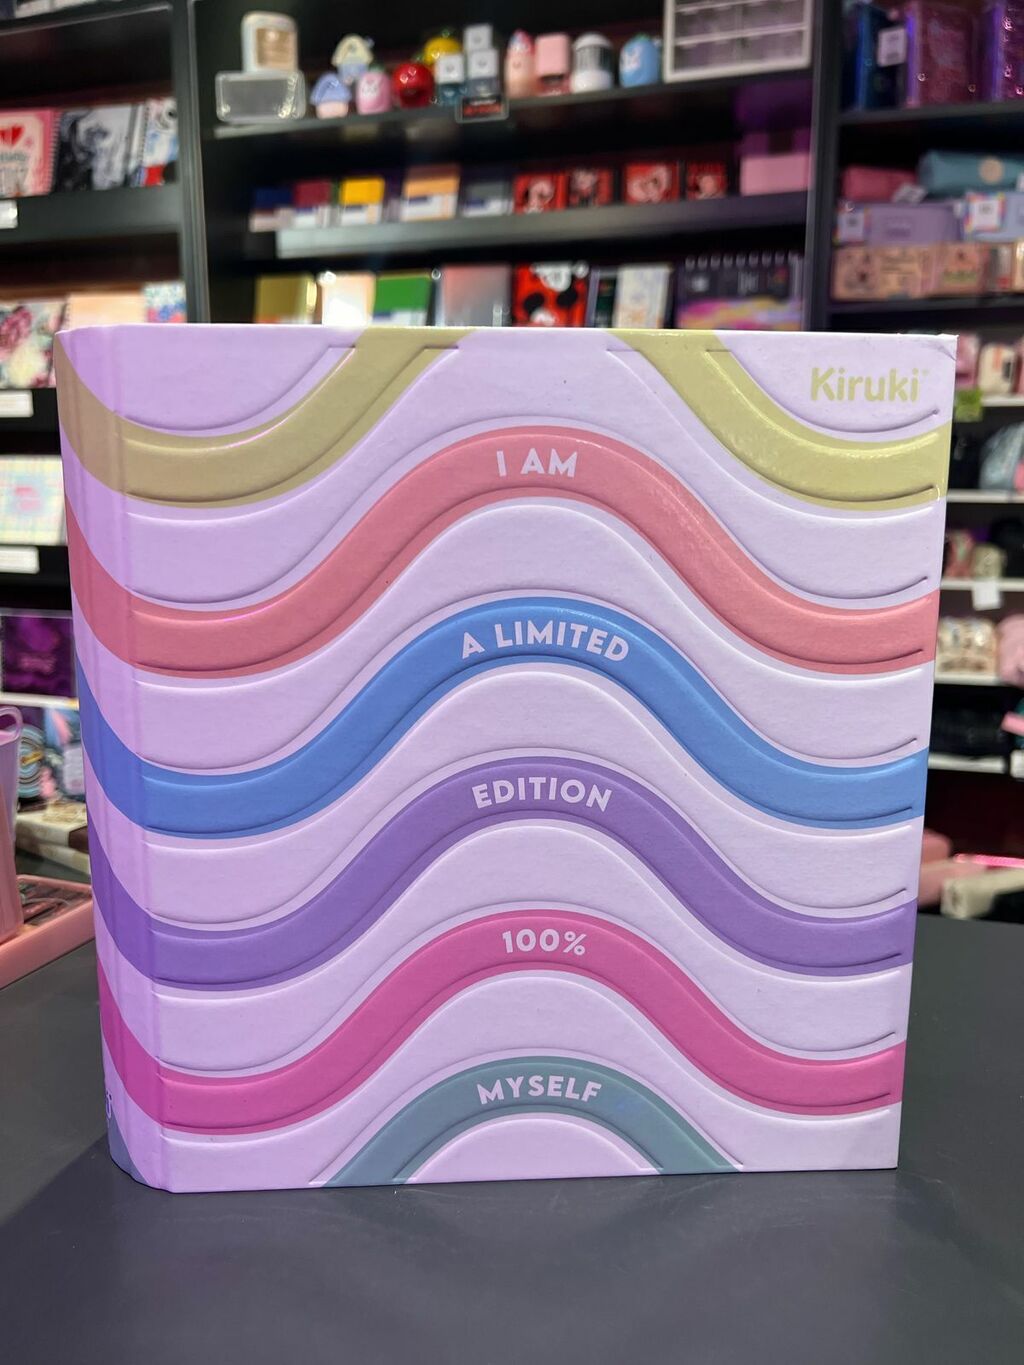 Kiruki
I AM
A LIMITED
EDITION
100%
MYSELF